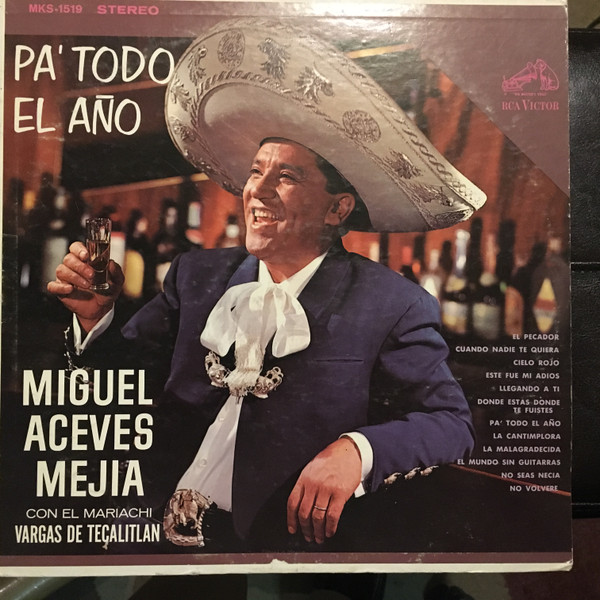 MKS-1519 STEREO
PA' TODO
EL AÑO
RCA VICTOR
EL PECADOR
CUANDO NADIE TE QUIERA
CIELO ROJO
ESTE FUE MI ADIOS
LLEGANDO A TI
DONDE ESTAS DONDE
TE FUISTES
PA' TODO EL AÑO
LA CANTIMPLORA
LA MALAGRADECIDA
EL MUNDO SIN GUITARRAS
NO SEAS NECIA
NO VOLVERE
MIGUEL
ACEVES
MEJIA
CON EL MARIACHI
VARGAS DE TECALITLAN